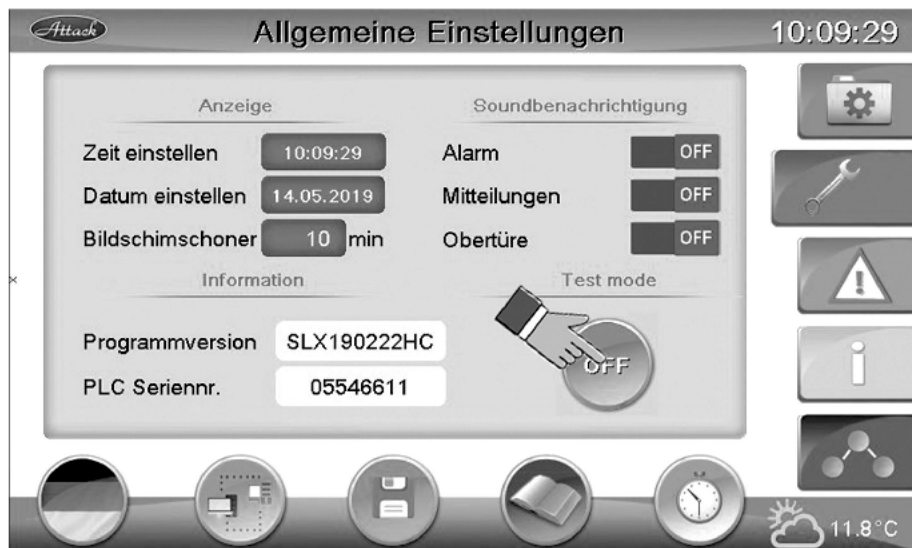 Attack
Allgemeine Einstellungen
10:09:29
Anzeige
Zeit einstellen 10:09:29
Datum einstellen 14.05.2019
Bildschimschoner 10 min
Soundbenachrichtigung
Alarm OFF
Mitteilungen OFF
Obertüre OFF
Information
Programmversion SLX190222HC
PLC Seriennr. 05546611
Test mode
OFF
11.8°C